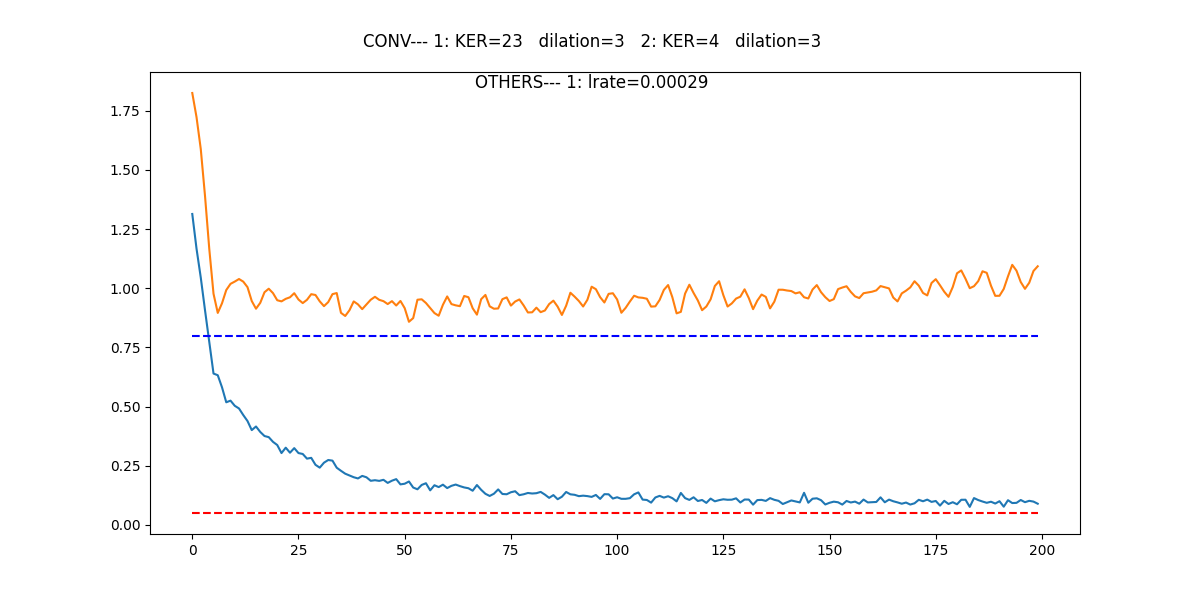 CONV--- 1: KER=23   dilation=3   2: KER=4   dilation=3
OTHERS--- 1: lrate=0.00029
1.75
1.50
1.25
1.00
0.75
0.50
0.25
0.00
0 25 50 75 100 125 150 175 200